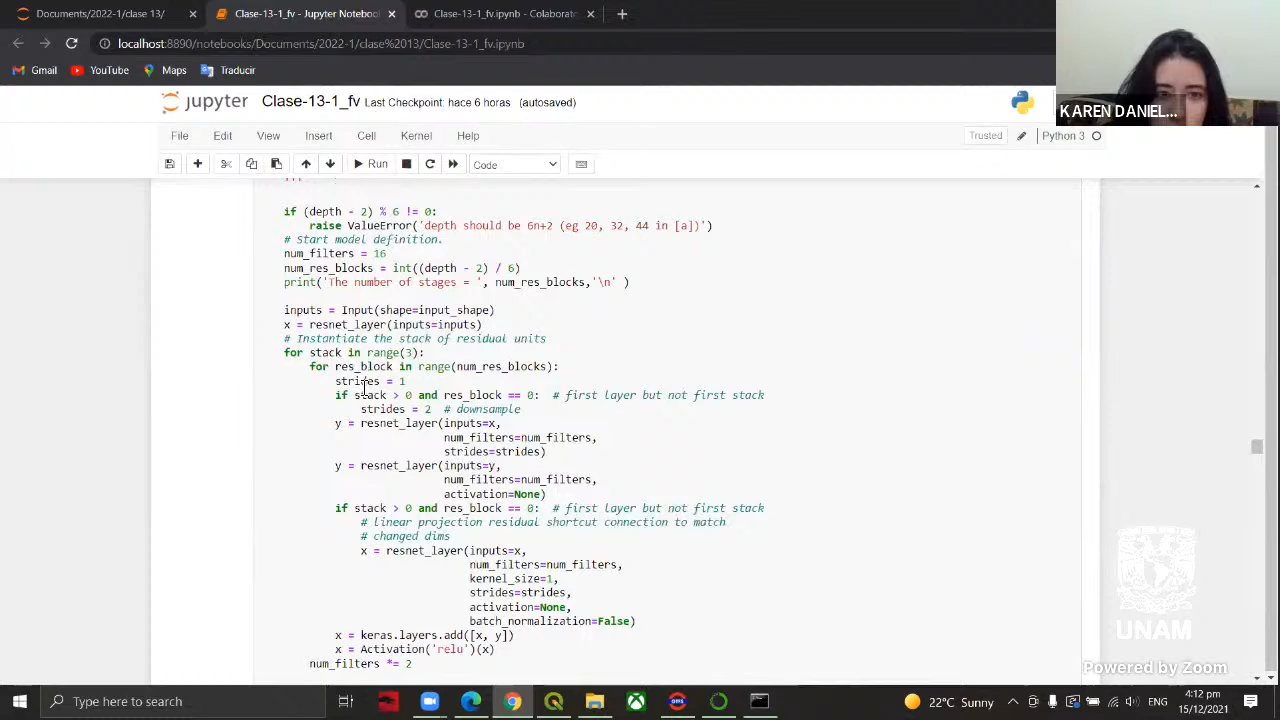 Documents/2022-1/clase 13/
Clase-13-1_fv - Jupyter Notebook
Clase-13-1_fv.ipynb - Colaborat
localhost:8890/notebooks/Documents/2022-1/clase%2013/Clase-13-1_fv.ipynb
Gmail YouTube Maps Traducir
KAREN DANIEL...
jupyter Clase-13-1_fv Last Checkpoint: hace 6 horas (autosaved)
File Edit View Insert Cell Kernel Help
Trusted Python 3
Run Code
if (depth - 2) % 6 != 0:
raise ValueError('depth should be 6n+2 (eg 20, 32, 44 in [a])')
# Start model definition.
num_filters = 16
num_res_blocks = int((depth - 2) / 6)
print('The number of stages = ', num_res_blocks,'\n' )
inputs = Input(shape=input_shape)
x = resnet_layer(inputs=inputs)
# Instantiate the stack of residual units
for stack in range(3):
for res_block in range(num_res_blocks):
strides = 1
if stack > 0 and res_block == 0:  # first layer but not first stack
strides = 2  # downsample
y = resnet_layer(inputs=x,
num_filters=num_filters,
strides=strides)
y = resnet_layer(inputs=y,
num_filters=num_filters,
activation=None)
if stack > 0 and res_block == 0:  # first layer but not first stack
# linear projection residual shortcut connection to match
# changed dims
x = resnet_layer(inputs=x,
num_filters=num_filters,
kernel_size=1,
strides=strides,
activation=None,
batch_normalization=False)
x = keras.layers.add([x, y])
x = Activation('relu')(x)
num_filters *= 2
UNAM
Powered by Zoom
Type here to search
22°C Sunny
ENG
4:12 pm
15/12/2021